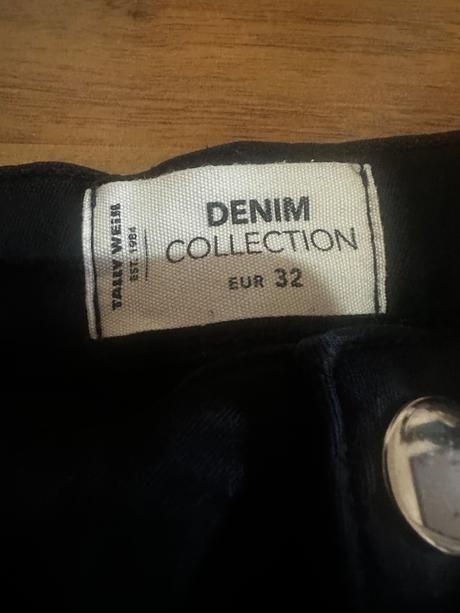 TALLY WEiJL
EST. 1984
DENIM
COLLECTION
EUR 32